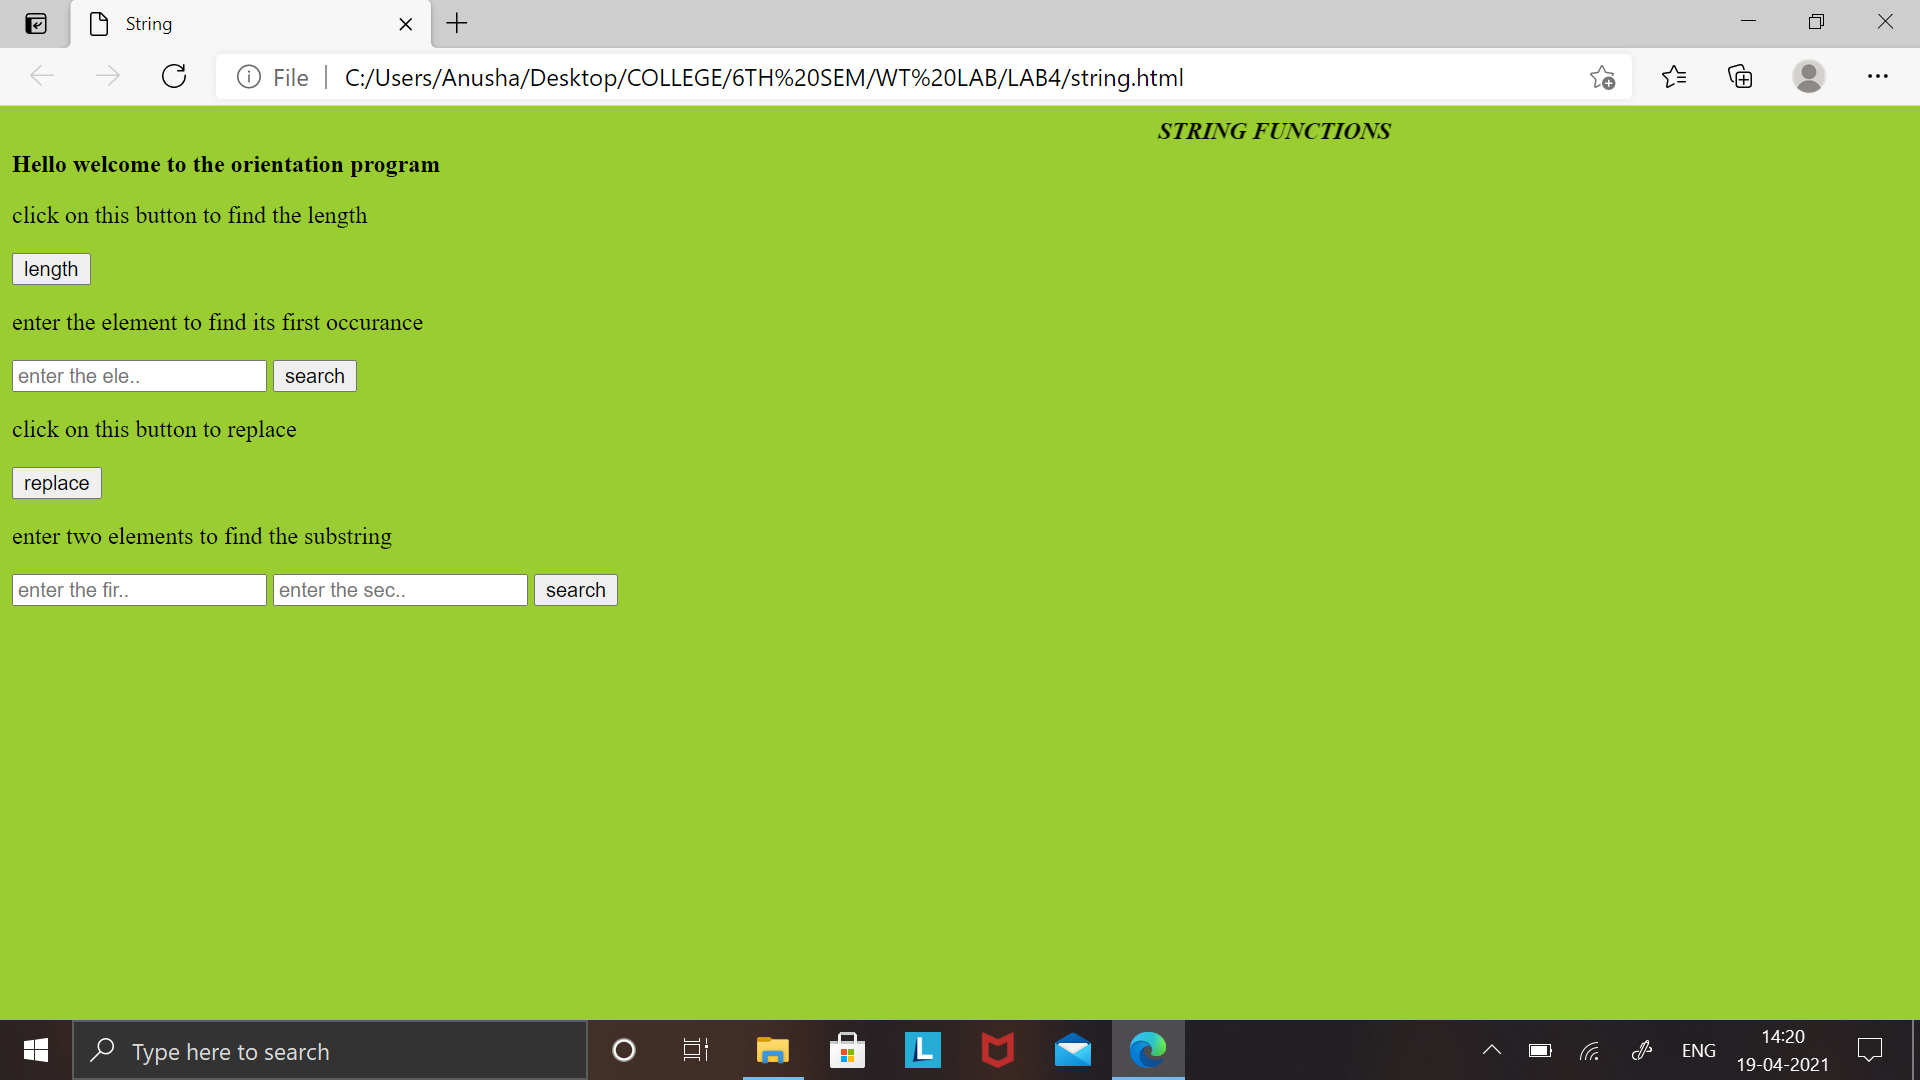 String
File
C:/Users/Anusha/Desktop/COLLEGE/6TH%20SEM/WT%20LAB/LAB4/string.html
STRING FUNCTIONS
Hello welcome to the orientation program
click on this button to find the length
length
enter the element to find its first occurance
enter the ele.. search
click on this button to replace
replace
enter two elements to find the substring
enter the fir.. enter the sec.. search
Type here to search
L
ENG
14:20
19-04-2021